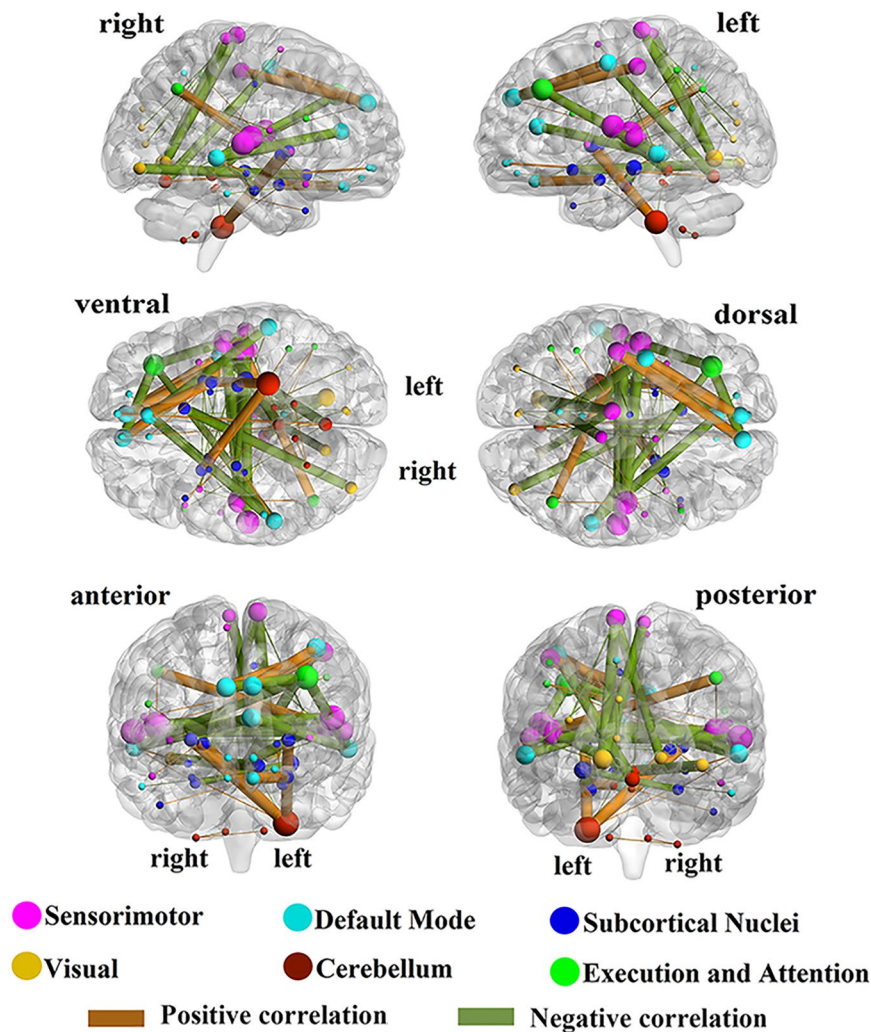 right left
ventral dorsal
left
right
anterior posterior
right left left right
Sensorimotor Default Mode Subcortical Nuclei
Visual Cerebellum Execution and Attention
Positive correlation Negative correlation